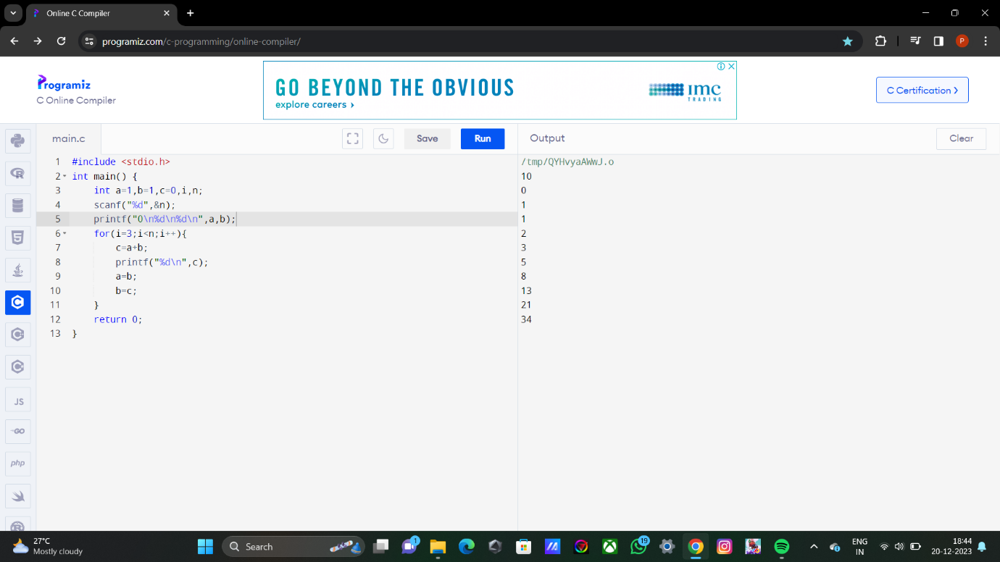 Online C Compiler
programiz.com/c-programming/online-compiler/
P
Programiz
C Online Compiler
GO BEYOND THE OBVIOUS
explore careers ›
imc
TRADING
C Certification >
main.c
Save
Run
Output
Clear
1 #include <stdio.h>
2 int main() {
3 int a=1,b=1,c=0,i,n;
4 scanf("%d",&n);
5 printf("0\n%d\n%d\n",a,b);
6 for(i=3;i<n;i++){
7 c=a+b;
8 printf("%d\n",c);
9 a=b;
10 b=c;
11 }
12 return 0;
13 }
/tmp/QYHvyaAWwJ.o
10
0
1
1
2
3
5
8
13
21
34
JS
GO
php
27°C
Mostly cloudy
Search
1
19
ENG
IN
18:44
20-12-2023